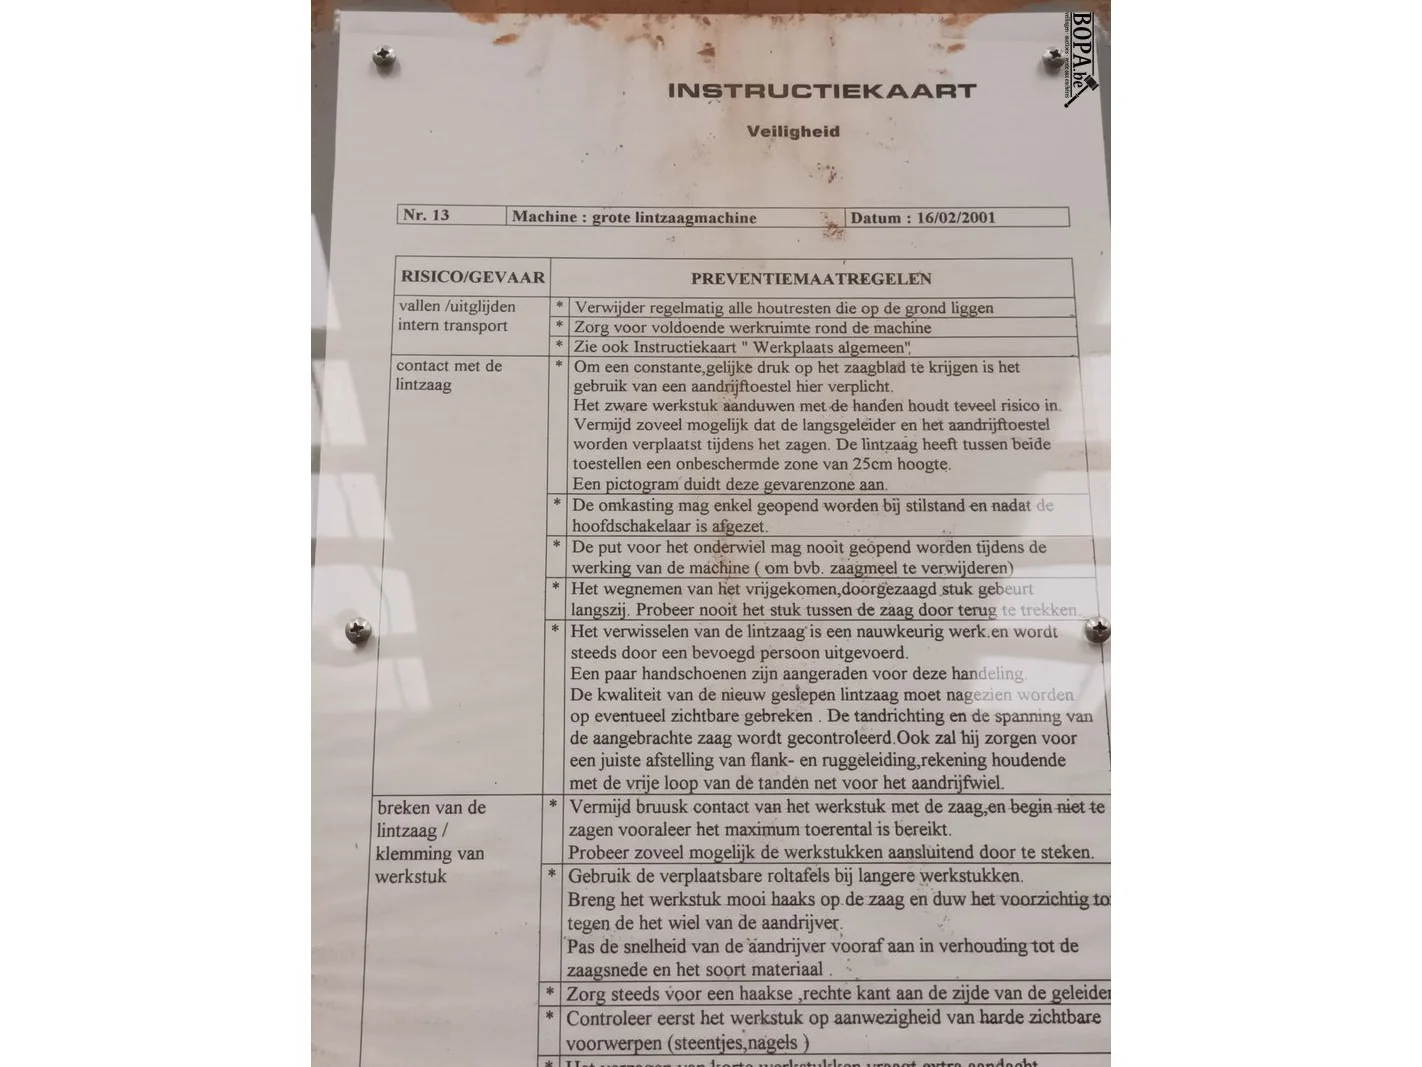 BOPA.be
INSTRUCTIEKAART
Veiligheid
Nr. 13 Machine : grote lintzaagmachine Datum : 16/02/2001
RISICO/GEVAAR PREVENTIEMAATREGELEN
vallen /uitglijden
intern transport
* Verwijder regelmatig alle houtresten die op de grond liggen
* Zorg voor voldoende werkruimte rond de machine
* Zie ook Instructiekaart " Werkplaats algemeen".
contact met de
lintzaag
* Om een constante,gelijke druk op het zaagblad te krijgen is het
gebruik van een aandrijftoestel hier verplicht.
Het zware werkstuk aanduwen met de handen houdt teveel risico in.
Vermijd zoveel mogelijk dat de langsgeleider en het aandrijftoestel
worden verplaatst tijdens het zagen. De lintzaag heeft tussen beide
toestellen een onbeschermde zone van 25cm hoogte.
Een pictogram duidt deze gevarenzone aan.
* De omkasting mag enkel geopend worden bij stilstand en nadat de
hoofdschakelaar is afgezet.
* De put voor het onderwiel mag nooit geopend worden tijdens de
werking van de machine ( om bvb. zaagmeel te verwijderen)
* Het wegnemen van het vrijgekomen,doorgezaagd stuk gebeurt
langszij. Probeer nooit het stuk tussen de zaag door terug te trekken.
* Het verwisselen van de lintzaag is een nauwkeurig werk.en wordt
steeds door een bevoegd persoon uitgevoerd.
Een paar handschoenen zijn aangeraden voor deze handeling.
De kwaliteit van de nieuw geslepen lintzaag moet nagezien worden
op eventueel zichtbare gebreken . De tandrichting en de spanning van
de aangebrachte zaag wordt gecontroleerd.Ook zal hij zorgen voor
een juiste afstelling van flank- en ruggeleiding,rekening houdende
met de vrije loop van de tanden net voor het aandrijfwiel.
breken van de
lintzaag /
klemming van
werkstuk
* Vermijd bruusk contact van het werkstuk met de zaag,en begin niet te
zagen vooraleer het maximum toerental is bereikt.
Probeer zoveel mogelijk de werkstukken aansluitend door te steken.
* Gebruik de verplaatsbare roltafels bij langere werkstukken.
Breng het werkstuk mooi haaks op de zaag en duw het voorzichtig to
tegen de het wiel van de aandrijver.
Pas de snelheid van de aandrijver vooraf aan in verhouding tot de
zaagsnede en het soort materiaal .
* Zorg steeds voor een haakse ,rechte kant aan de zijde van de geleider
* Controleer eerst het werkstuk op aanwezigheid van harde zichtbare
voorwerpen (steentjes,nagels )
* Het verzagen van korte werkstukken vraagt extra aandacht